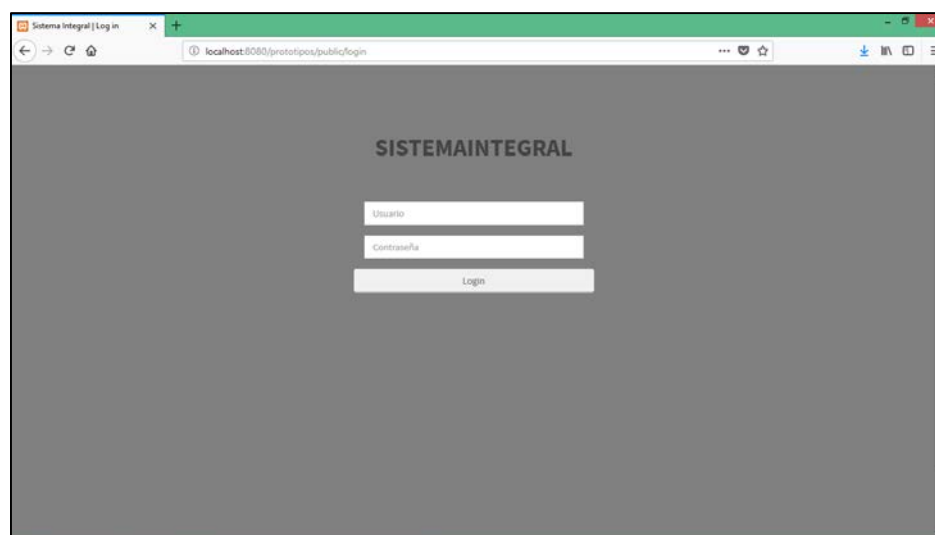 Sistema Integral | Log in
localhost:8080/prototipos/public/login
SISTEMAINTEGRAL
Usuario
Contraseña
Login